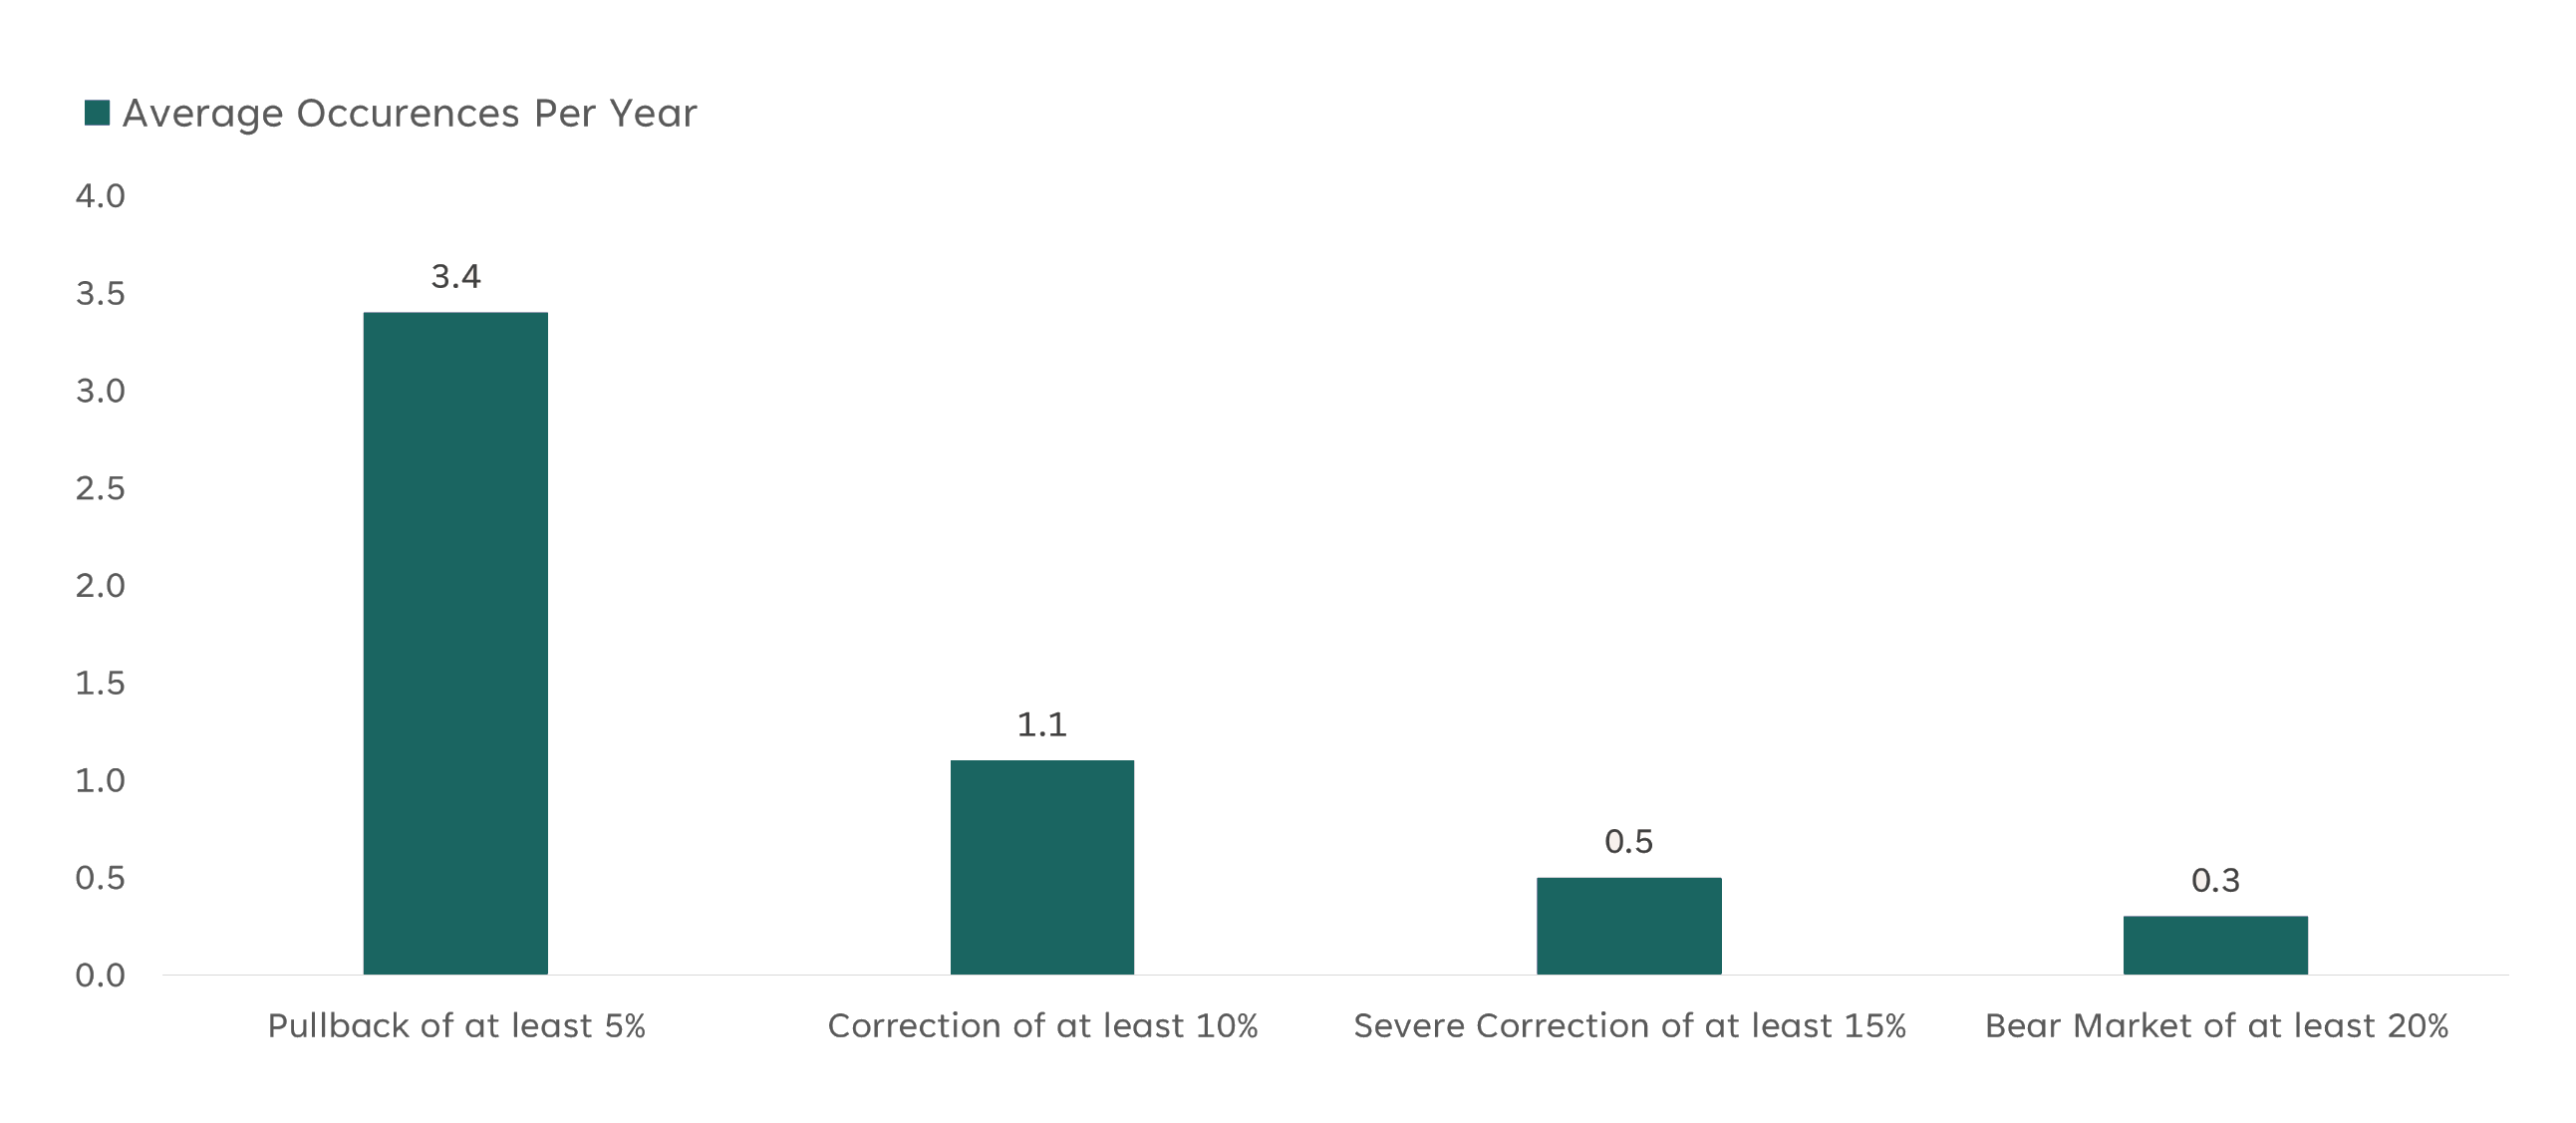 Average Occurences Per Year
4.0
3.5
3.0
2.5
2.0
1.5
1.0
0.5
0.0
3.4
1.1
0.5
0.3
Pullback of at least 5%
Correction of at least 10%
Severe Correction of at least 15%
Bear Market of at least 20%